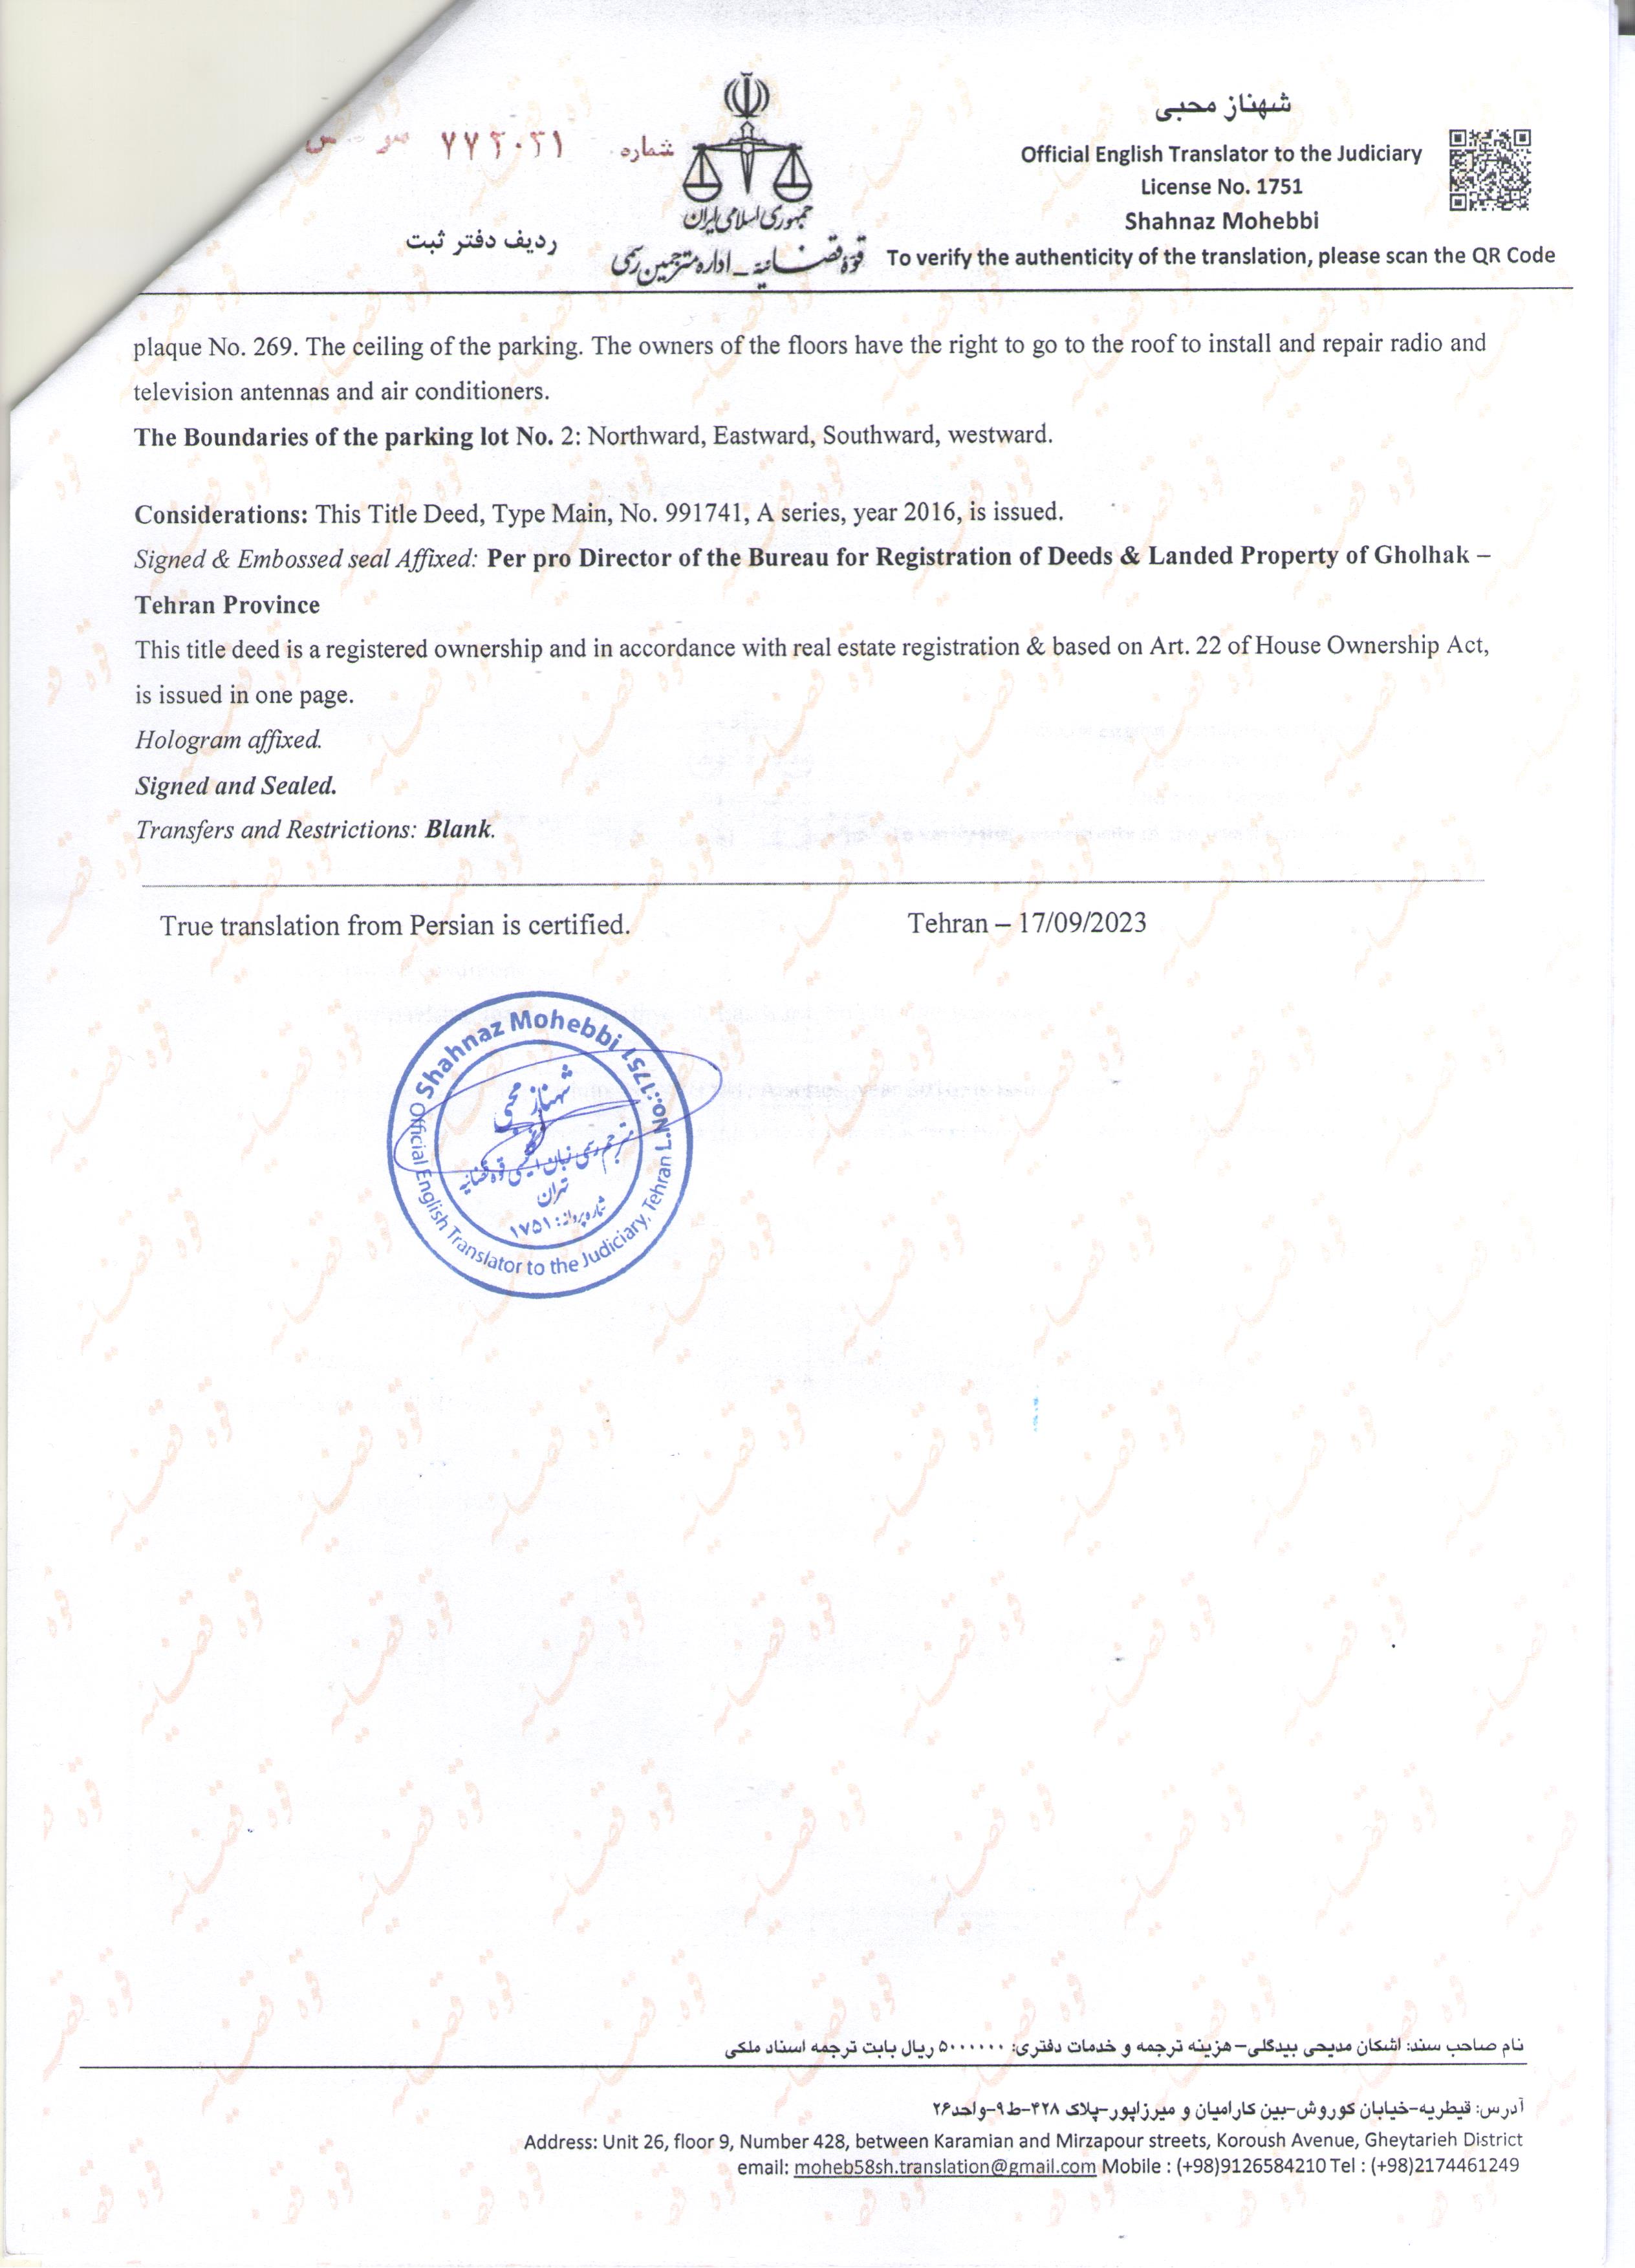 شهناز محبی
Official English Translator to the Judiciary
License No. 1751
Shahnaz Mohebbi
To verify the authenticity of the translation, please scan the QR Code
جمهوری اسلامی ایران
قوه قضائیه - اداره مترجمین رسمی
شماره
ردیف دفتر ثبت
plaque No. 269. The ceiling of the parking. The owners of the floors have the right to go to the roof to install and repair radio and
television antennas and air conditioners.
The Boundaries of the parking lot No. 2: Northward, Eastward, Southward, westward.
Considerations: This Title Deed, Type Main, No. 991741, A series, year 2016, is issued.
Signed & Embossed seal Affixed: Per pro Director of the Bureau for Registration of Deeds & Landed Property of Gholhak –
Tehran Province
This title deed is a registered ownership and in accordance with real estate registration & based on Art. 22 of House Ownership Act,
is issued in one page.
Hologram affixed.
Signed and Sealed.
Transfers and Restrictions: Blank.
True translation from Persian is certified. Tehran – 17/09/2023
Shahnaz Mohebbi L.No.:1751
Official English Translator to the Judiciary, Tehran
شهناز محبی
مترجم رسمی زبان انگلیسی قوه قضائیه
تهران
شماره پروانه: ۱۷۵۱
نام صاحب سند: اشکان مدیحی بیدگلی-هزینه ترجمه و خدمات دفتری: ۵۰۰۰۰۰۰ ریال بابت ترجمه اسناد ملکی
آدرس: قیطریه-خیابان کوروش-بین کارامیان و میرزاپور-پلاک ۴۲۸-ط۹-واحد۲۶
Address: Unit 26, floor 9, Number 428, between Karamian and Mirzapour streets, Koroush Avenue, Gheytarieh District
email: moheb58sh.translation@gmail.com Mobile : (+98)9126584210 Tel : (+98)2174461249